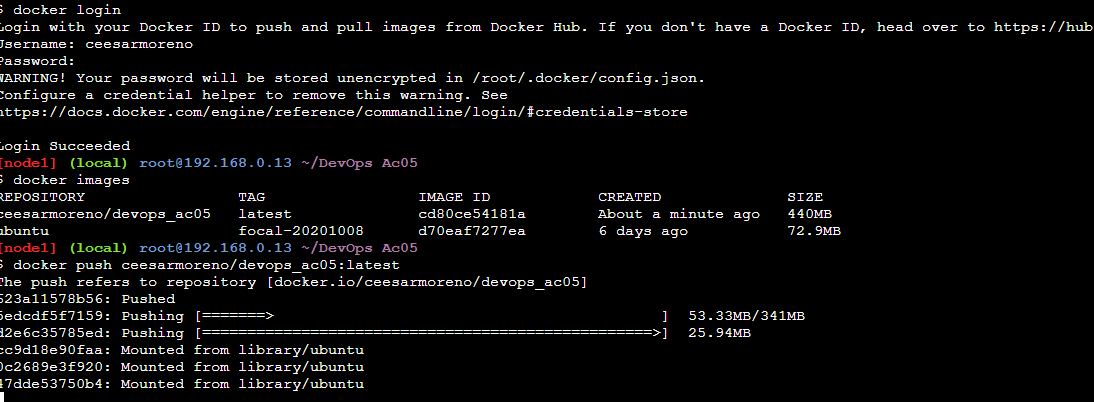 $ docker login
Login with your Docker ID to push and pull images from Docker Hub. If you don't have a Docker ID, head over to https://hub
Username: ceesarmoreno
Password:
WARNING! Your password will be stored unencrypted in /root/.docker/config.json.
Configure a credential helper to remove this warning. See
https://docs.docker.com/engine/reference/commandline/login/#credentials-store

Login Succeeded
[node1] (local) root@192.168.0.13 ~/DevOps Ac05
$ docker images
REPOSITORY TAG IMAGE ID CREATED SIZE
ceesarmoreno/devops_ac05 latest cd80ce54181a About a minute ago 440MB
ubuntu focal-20201008 d70eaf7277ea 6 days ago 72.9MB
[node1] (local) root@192.168.0.13 ~/DevOps Ac05
$ docker push ceesarmoreno/devops_ac05:latest
The push refers to repository [docker.io/ceesarmoreno/devops_ac05]
523a11578b56: Pushed
5edcdf5f7159: Pushing [=======> ] 53.33MB/341MB
d2e6c35785ed: Pushing [==================================================>] 25.94MB
cc9d18e90faa: Mounted from library/ubuntu
0c2689e3f920: Mounted from library/ubuntu
47dde53750b4: Mounted from library/ubuntu